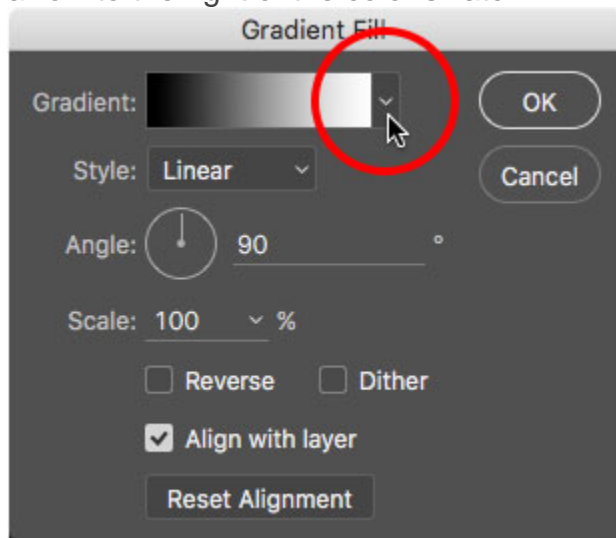 Gradient Fill
Gradient: OK
Style: Linear Cancel
Angle: 90 °
Scale: 100 %
Reverse Dither
Align with layer
Reset Alignment